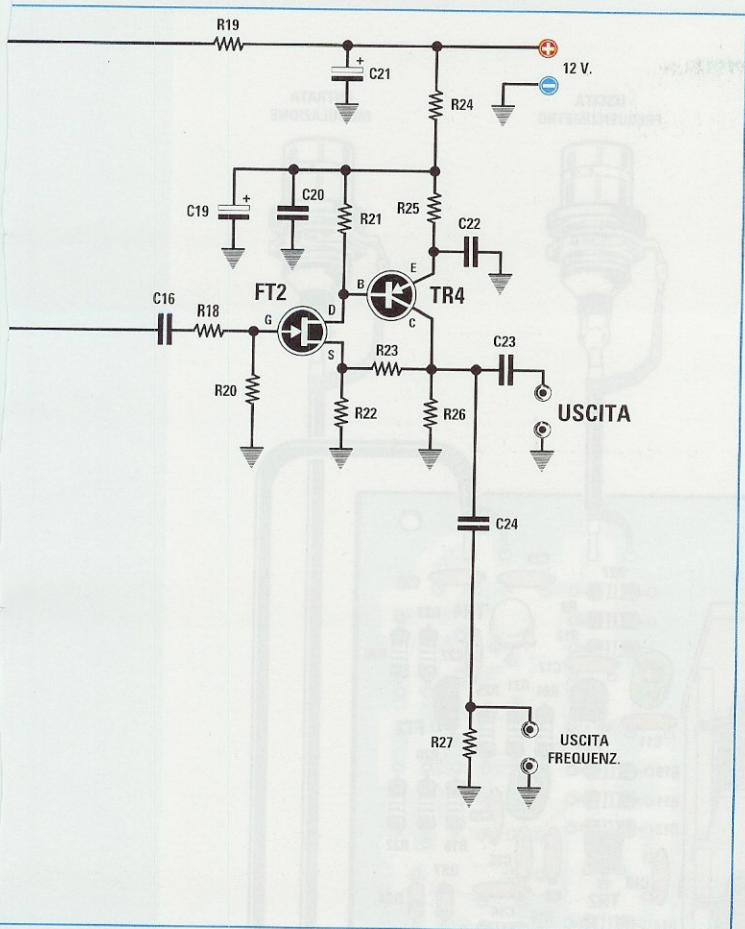 R19
+
C21
+
12 V.
−
R24
C19
+
C20
R21
R25
C22
E
B
C
TR4
FT2
D
G
S
C16
R18
R20
R23
R22
R26
C23
USCITA
C24
R27
USCITA
FREQUENZ.